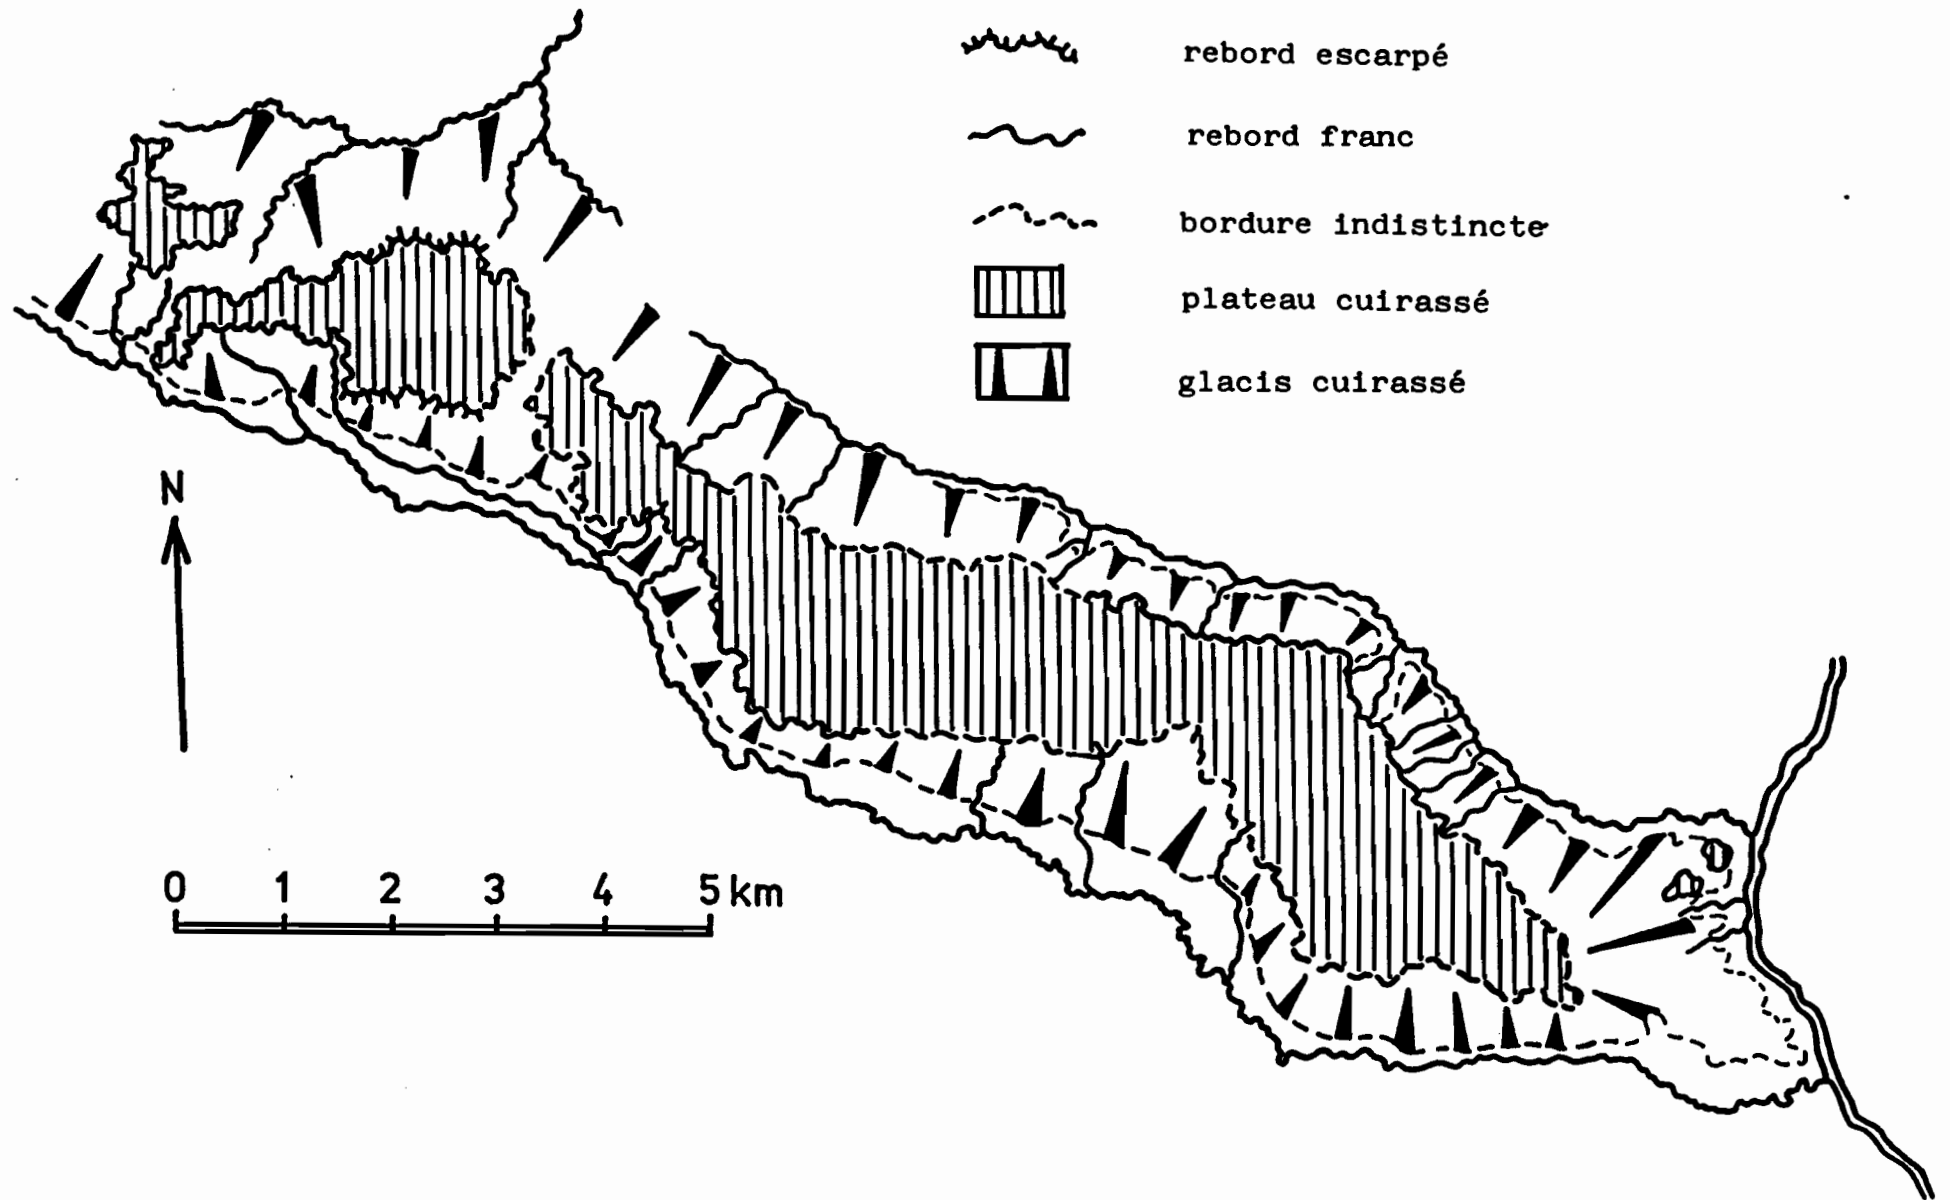 rebord escarpé
rebord franc
bordure indistincte
plateau cuirassé
glacis cuirassé
N
0 1 2 3 4 5 km